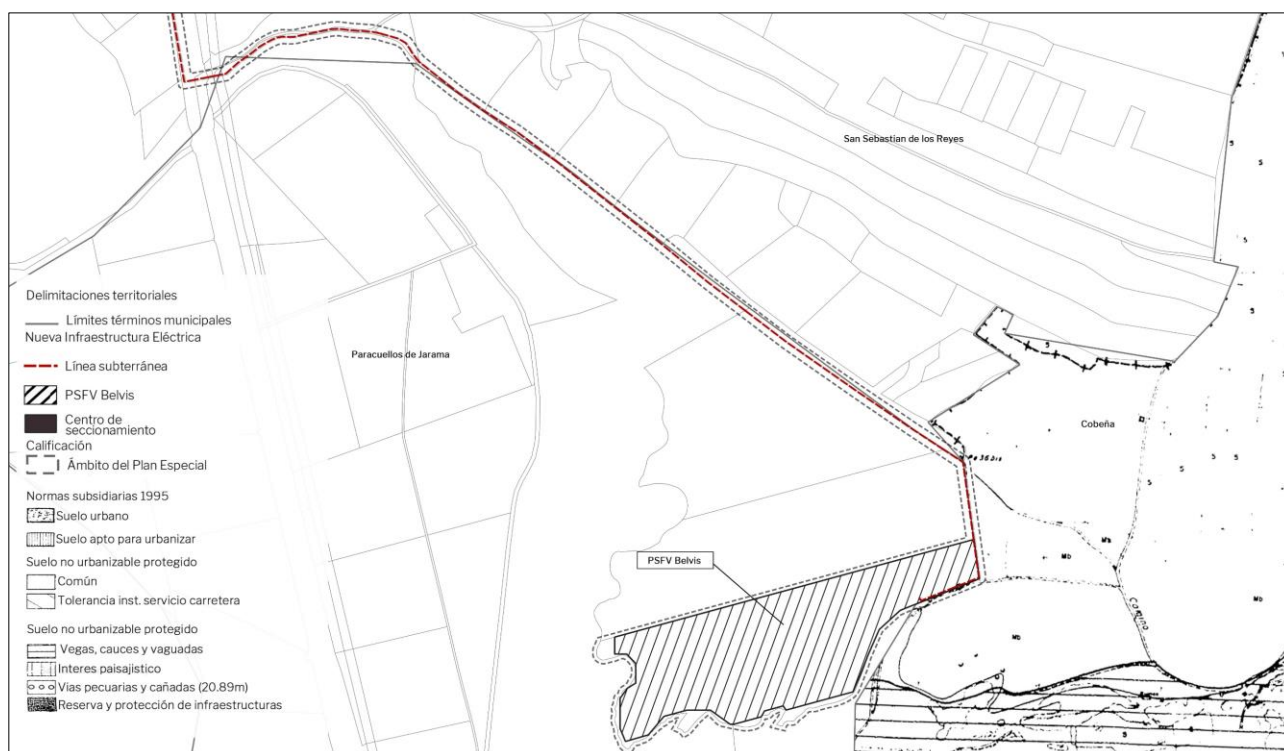 San Sebastian de los Reyes
Delimitaciones territoriales
Límites términos municipales
Nueva Infraestructura Eléctrica
Línea subterránea
PSFV Belvis
Centro de
seccionamiento
Calificación
Ámbito del Plan Especial
Normas subsidiarias 1995
Suelo urbano
Suelo apto para urbanizar
Suelo no urbanizable protegido
Común
Tolerancia inst. servicio carretera
Suelo no urbanizable protegido
Vegas, cauces y vaguadas
Interes paisajístico
Vias pecuarias y cañadas (20.89m)
Reserva y protección de infraestructuras
Paracuellos de Jarama
Cobeña
PSFV Belvis